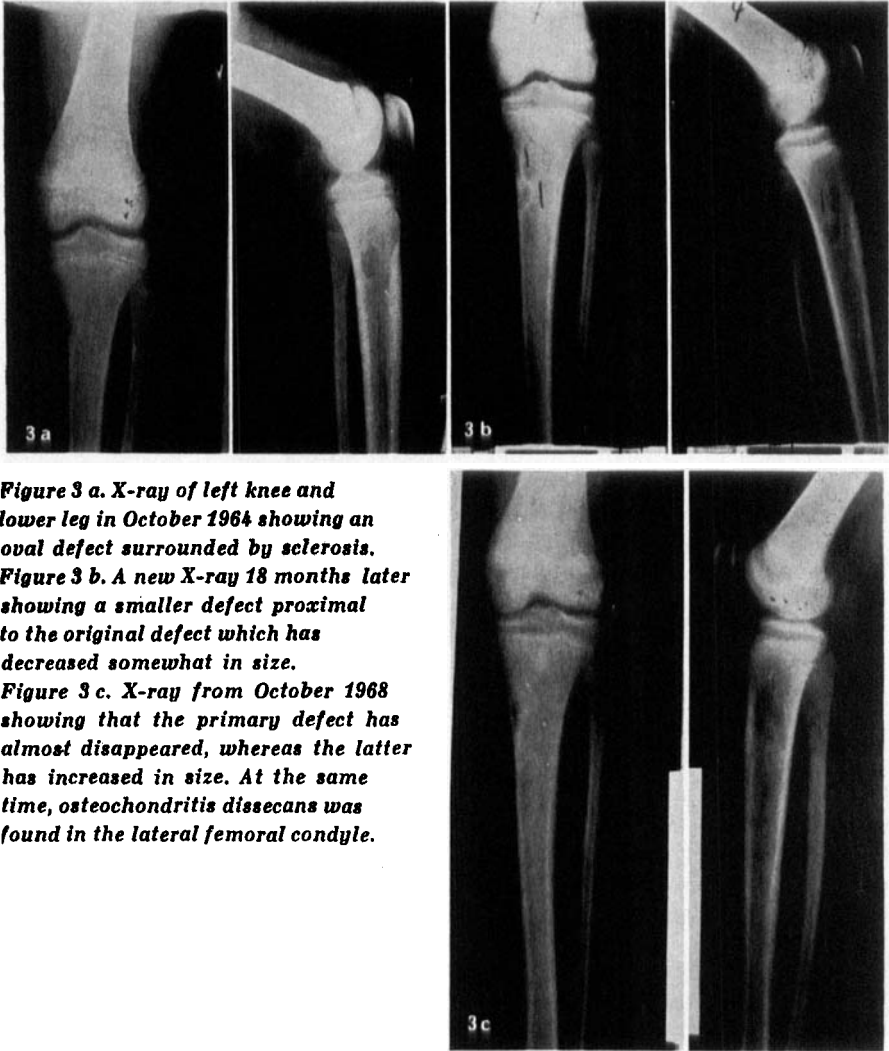 3 a
3 b
Figure 3 a. X-ray of left knee and
lower leg in October 1964 showing an
oval defect surrounded by sclerosis.
Figure 3 b. A new X-ray 18 months later
showing a smaller defect proximal
to the original defect which has
decreased somewhat in size.
Figure 3 c. X-ray from October 1968
showing that the primary defect has
almost disappeared, whereas the latter
has increased in size. At the same
time, osteochondritis dissecans was
found in the lateral femoral condyle.
3 c